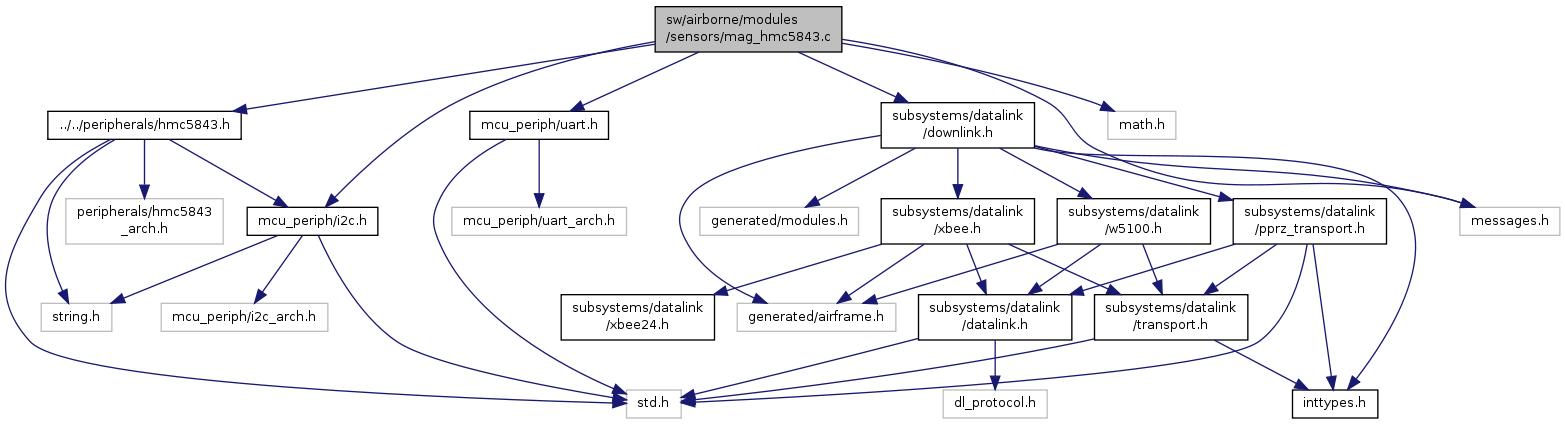 sw/airborne/modules
/sensors/mag_hmc5843.c
../../peripherals/hmc5843.h
mcu_periph/uart.h
subsystems/datalink
/downlink.h
math.h
peripherals/hmc5843
_arch.h
mcu_periph/i2c.h
mcu_periph/uart_arch.h
generated/modules.h
subsystems/datalink
/xbee.h
subsystems/datalink
/w5100.h
subsystems/datalink
/pprz_transport.h
messages.h
string.h
mcu_periph/i2c_arch.h
subsystems/datalink
/xbee24.h
generated/airframe.h
subsystems/datalink
/datalink.h
subsystems/datalink
/transport.h
std.h
dl_protocol.h
inttypes.h